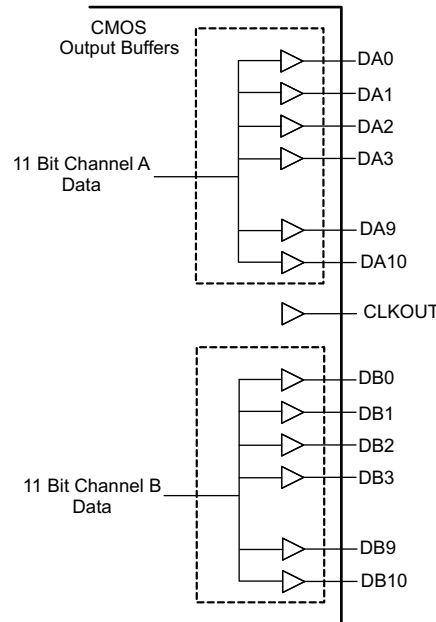 CMOS
Output Buffers
DA0
DA1
DA2
DA3
11 Bit Channel A
Data
DA9
DA10
CLKOUT
DB0
DB1
DB2
DB3
11 Bit Channel B
Data
DB9
DB10